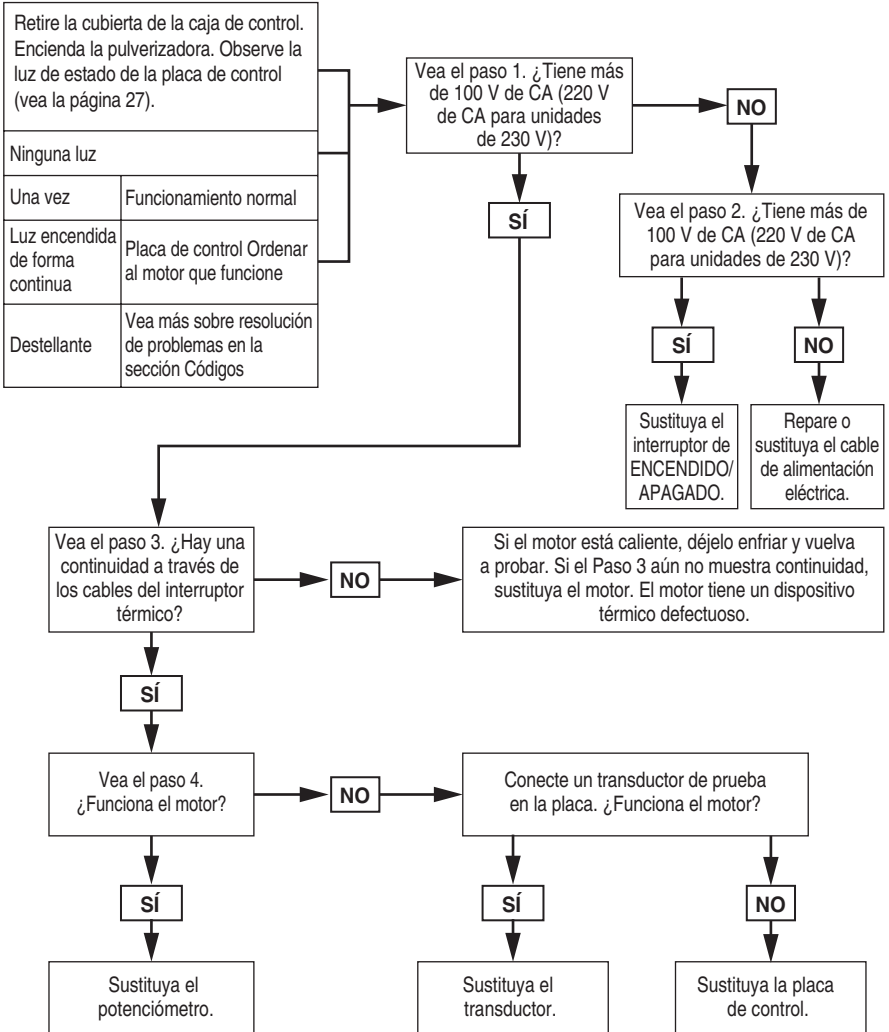 Retire la cubierta de la caja de control.
Encienda la pulverizadora. Observe la
luz de estado de la placa de control
(vea la página 27).
Ninguna luz
Una vez
Funcionamiento normal
Luz encendida
de forma
continua
Placa de control Ordenar
al motor que funcione
Destellante
Vea más sobre resolución
de problemas en la
sección Códigos
Vea el paso 1. ¿Tiene más
de 100 V de CA (220 V
de CA para unidades
de 230 V)?
NO
SÍ
Vea el paso 2. ¿Tiene más de
100 V de CA (220 V de CA
para unidades de 230 V)?
SÍ
NO
Sustituya el
interruptor de
ENCENDIDO/
APAGADO.
Repare o
sustituya el cable
de alimentación
eléctrica.
Vea el paso 3. ¿Hay una
continuidad a través de
los cables del interruptor
térmico?
NO
Si el motor está caliente, déjelo enfriar y vuelva
a probar. Si el Paso 3 aún no muestra continuidad,
sustituya el motor. El motor tiene un dispositivo
térmico defectuoso.
SÍ
Vea el paso 4.
¿Funciona el motor?
NO
Conecte un transductor de prueba
en la placa. ¿Funciona el motor?
SÍ
SÍ
NO
Sustituya el
potenciómetro.
Sustituya el
transductor.
Sustituya la placa
de control.